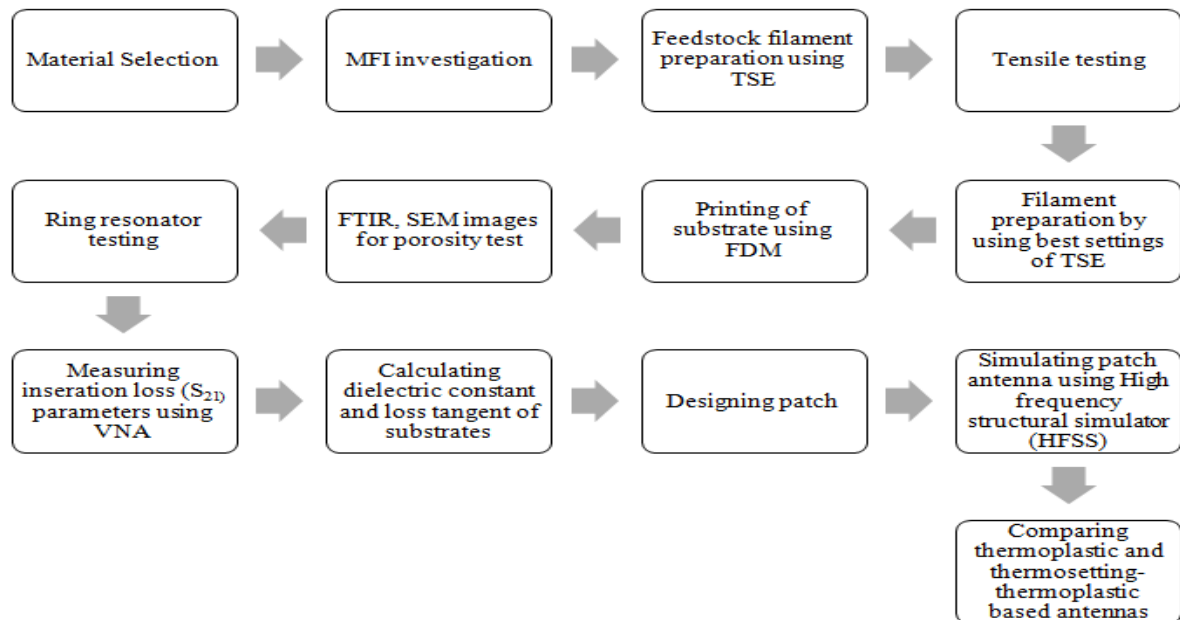 Material Selection
MFI investigation
Feedstock filament
preparation using
TSE
Tensile testing
Filament
preparation by
using best settings
of TSE
Printing of
substrate using
FDM
FTIR, SEM images
for porosity test
Ring resonator
testing
Measuring
inseration loss (S₂₁₎
parameters using
VNA
Calculating
dielectric constant
and loss tangent of
substrates
Designing patch
Simulating patch
antenna using High
frequency
structural simulator
(HFSS)
Comparing
thermoplastic and
thermosetting-
thermoplastic
based antennas